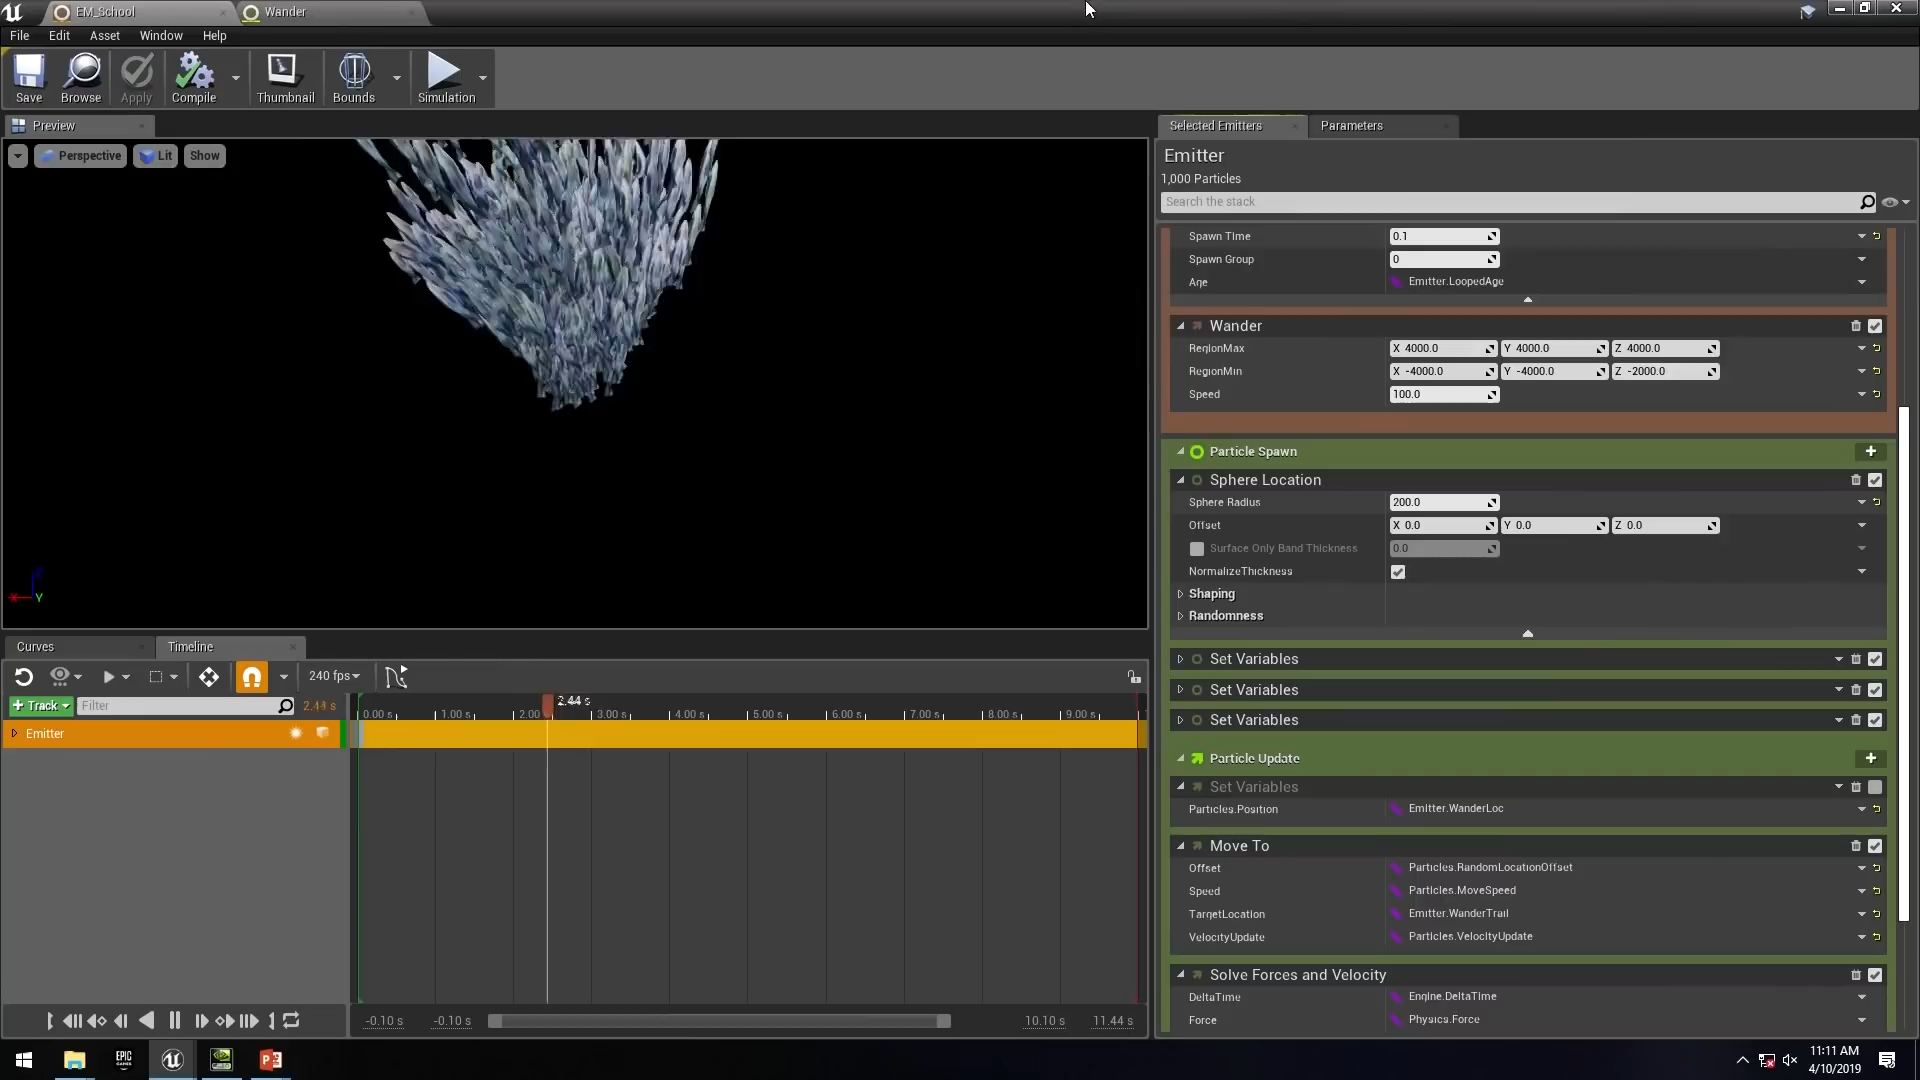 EM_School
Wander
File Edit Asset Window Help
Save Browse Apply Compile Thumbnail Bounds Simulation
Preview
Perspective Lit Show
X Y
Selected Emitters Parameters
Emitter
1,000 Particles
Search the stack
Spawn Time 0.1
Spawn Group 0
Age Emitter.LoopedAge
Wander
RegionMax X 4000.0 Y 4000.0 Z 4000.0
RegionMin X -4000.0 Y -4000.0 Z -2000.0
Speed 100.0
Particle Spawn
Sphere Location
Sphere Radius 200.0
Offset X 0.0 Y 0.0 Z 0.0
Surface Only Band Thickness 0.0
NormalizeThickness
Shaping
Randomness
Set Variables
Set Variables
Set Variables
Particle Update
Set Variables
Particles.Position Emitter.WanderLoc
Move To
Offset Particles.RandomLocationOffset
Speed Particles.MoveSpeed
TargetLocation Emitter.WanderTrail
VelocityUpdate Particles.VelocityUpdate
Solve Forces and Velocity
DeltaTime Engine.DeltaTime
Force Physics.Force
Curves Timeline
240 fps
Track Filter 2.44 s
2.44 s
0.00 s 1.00 s 2.00 3.00 s 4.00 s 5.00 s 6.00 s 7.00 s 8.00 s 9.00 s
Emitter
-0.10 s -0.10 s 10.10 s 11.44 s
EPIC GAMES
11:11 AM
4/10/2019